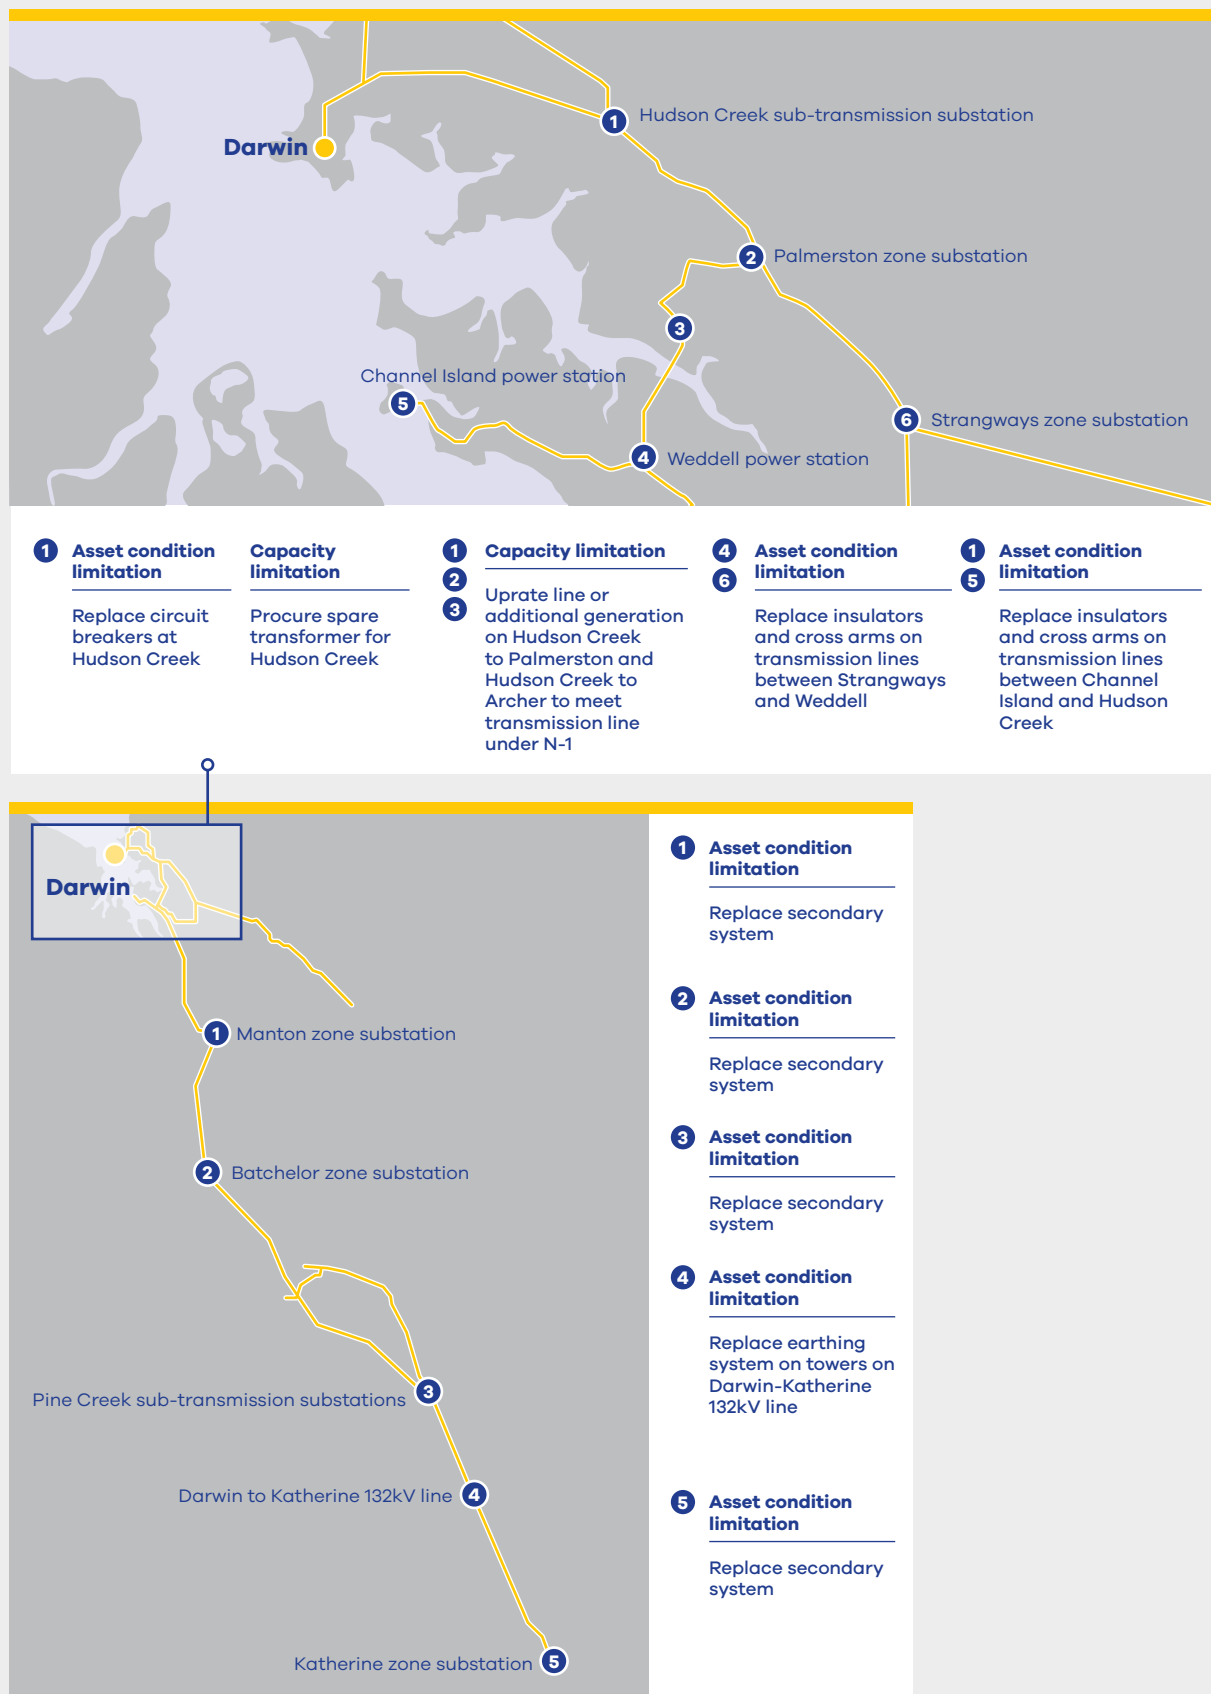 1 Hudson Creek sub-transmission substation
Darwin
2 Palmerston zone substation
3
Channel Island power station
5
6 Strangways zone substation
4 Weddell power station
1 Asset condition
limitation
Replace circuit
breakers at
Hudson Creek
Capacity
limitation
Procure spare
transformer for
Hudson Creek
1
2
3
Capacity limitation
Uprate line or
additional generation
on Hudson Creek
to Palmerston and
Hudson Creek to
Archer to meet
transmission line
under N-1
4
6
Asset condition
limitation
Replace insulators
and cross arms on
transmission lines
between Strangways
and Weddell
1
5
Asset condition
limitation
Replace insulators
and cross arms on
transmission lines
between Channel
Island and Hudson
Creek
Darwin
1 Manton zone substation
2 Batchelor zone substation
Pine Creek sub-transmission substations 3
Darwin to Katherine 132kV line 4
Katherine zone substation 5
1 Asset condition
limitation
Replace secondary
system
2 Asset condition
limitation
Replace secondary
system
3 Asset condition
limitation
Replace secondary
system
4 Asset condition
limitation
Replace earthing
system on towers on
Darwin-Katherine
132kV line
5 Asset condition
limitation
Replace secondary
system